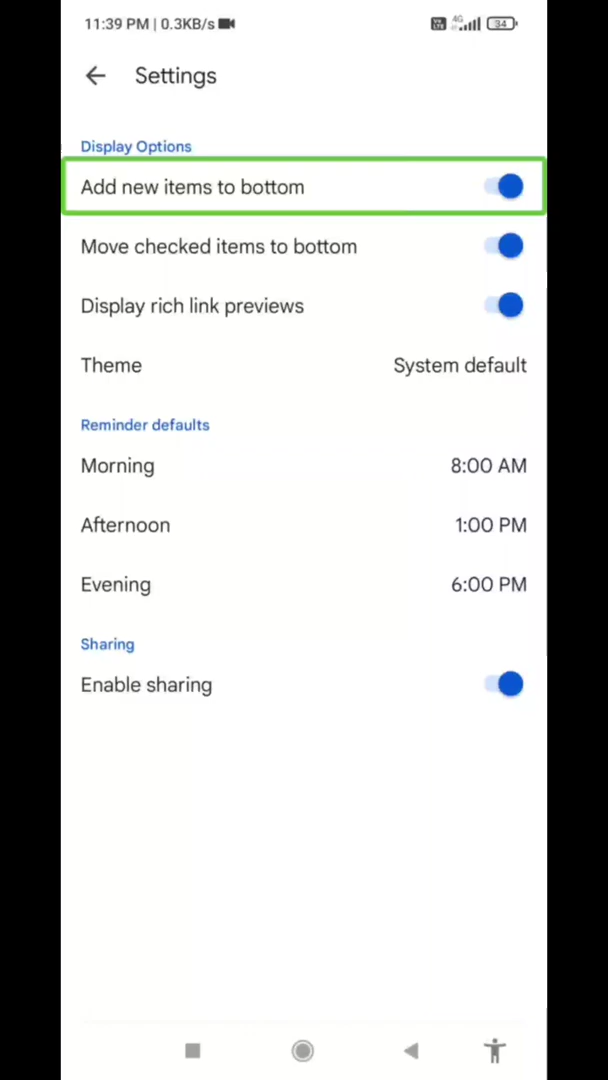 11:39 PM | 0.3KB/s
4G 34
Settings
Display Options
Add new items to bottom
Move checked items to bottom
Display rich link previews
Theme System default
Reminder defaults
Morning 8:00 AM
Afternoon 1:00 PM
Evening 6:00 PM
Sharing
Enable sharing